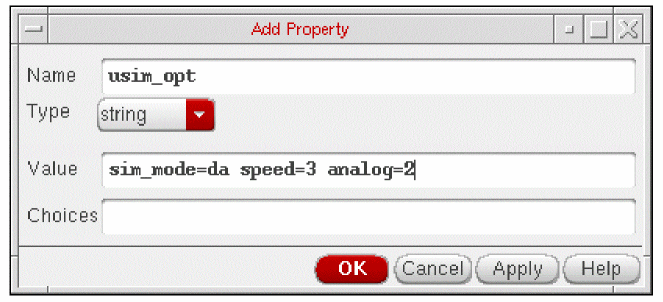 Add Property
Name usim_opt
Type string
Value sim_mode=da speed=3 analog=2
Choices
OK Cancel Apply Help